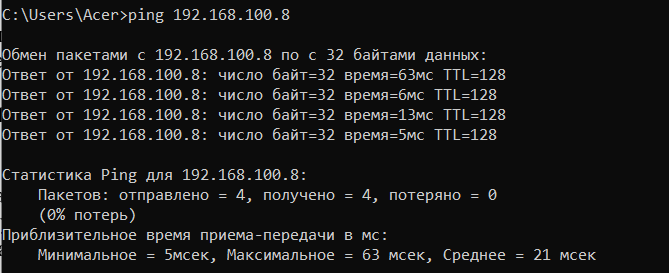 C:\Users\Acer>ping 192.168.100.8
Обмен пакетами с 192.168.100.8 по с 32 байтами данных:
Ответ от 192.168.100.8: число байт=32 время=63мс TTL=128
Ответ от 192.168.100.8: число байт=32 время=6мс TTL=128
Ответ от 192.168.100.8: число байт=32 время=13мс TTL=128
Ответ от 192.168.100.8: число байт=32 время=5мс TTL=128
Статистика Ping для 192.168.100.8:
Пакетов: отправлено = 4, получено = 4, потеряно = 0
(0% потерь)
Приблизительное время приема-передачи в мс:
Минимальное = 5мсек, Максимальное = 63 мсек, Среднее = 21 мсек